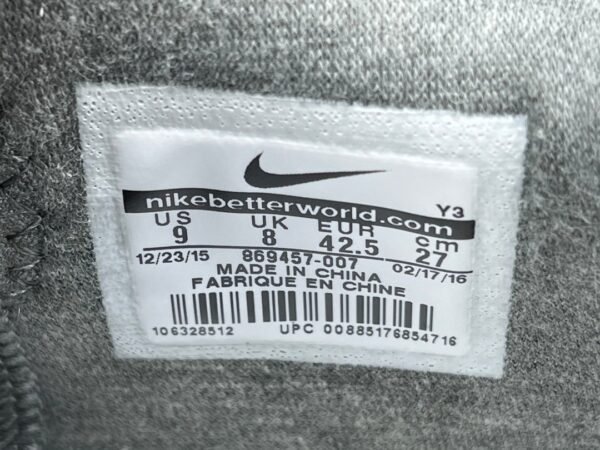 nikebetterworld.com Y3
US UK EUR cm
9 8 42.5 27
12/23/15 869457-007 02/17/16
MADE IN CHINA
FABRIQUE EN CHINE
106328512 UPC 00885176854716